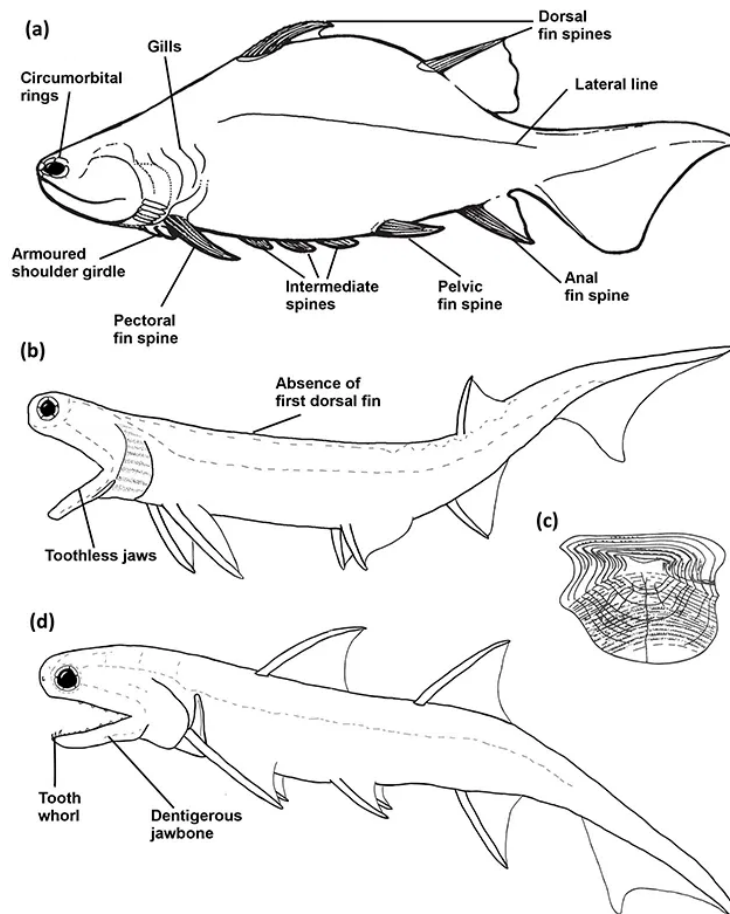 (a)
Dorsal
fin spines
Gills
Circumorbital
rings
Lateral line
Armoured
shoulder girdle
Intermediate
spines
Pelvic
fin spine
Anal
fin spine
Pectoral
fin spine
(b)
Absence of
first dorsal fin
Toothless jaws
(c)
(d)
Tooth
whorl
Dentigerous
jawbone